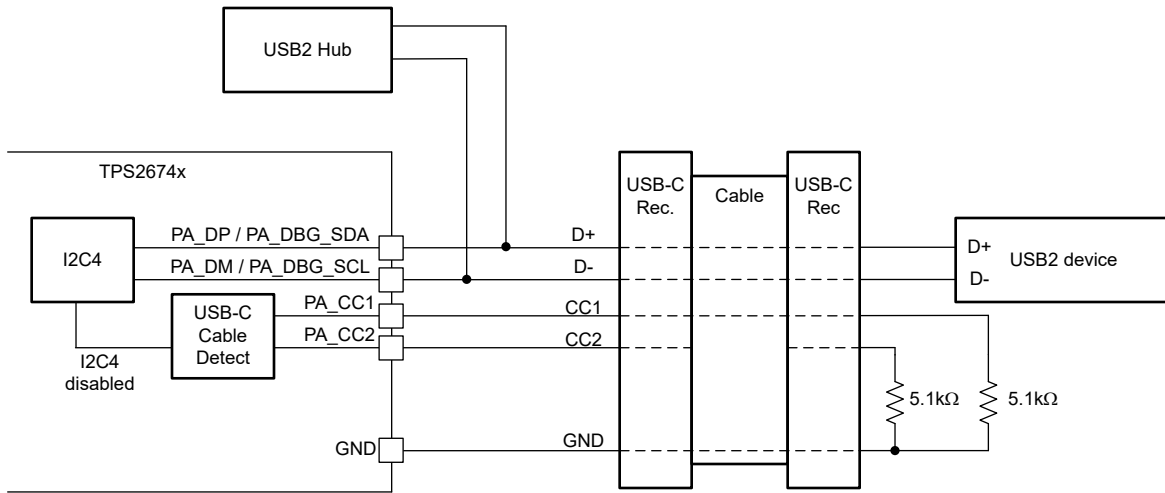 USB2 Hub
TPS2674x
USB-C
Rec.
Cable
USB-C
Rec
I2C4
PA_DP / PA_DBG_SDA
D+
D+
USB2 device
PA_DM / PA_DBG_SCL
D-
D-
USB-C
Cable
Detect
PA_CC1
CC1
PA_CC2
CC2
I2C4
disabled
5.1kΩ
5.1kΩ
GND
GND